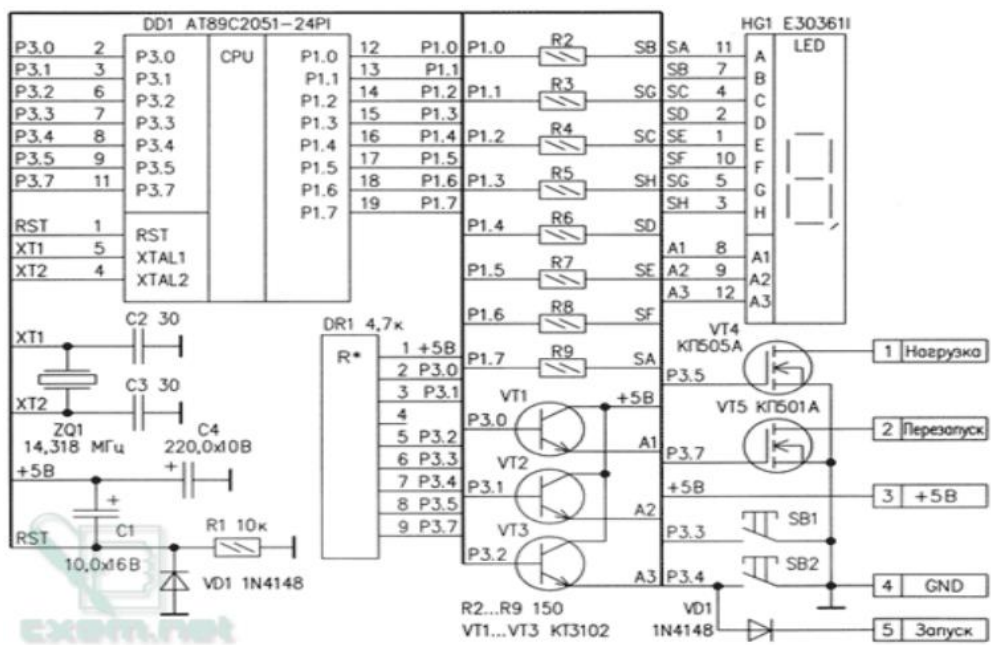 DD1 AT89C2051-24PI
HG1 E30361I
P3.0 2 P3.0 CPU P1.0 12 P1.0
P3.1 3 P3.1 P1.1 13 P1.1
P3.2 6 P3.2 P1.2 14 P1.2
P3.3 7 P3.3 P1.3 15 P1.3
P3.4 8 P3.4 P1.4 16 P1.4
P3.5 9 P3.5 P1.5 17 P1.5
P3.7 11 P3.7 P1.6 18 P1.6
P1.7 19 P1.7
RST 1 RST
XT1 5 XTAL1
XT2 4 XTAL2
P1.0 R2 SB
P1.1 R3 SG
P1.2 R4 SC
P1.3 R5 SH
P1.4 R6 SD
P1.5 R7 SE
P1.6 R8 SF
P1.7 R9 SA
LED
SA 11 A
SB 7 B
SC 4 C
SD 2 D
SE 1 E
SF 10 F
SG 5 G
SH 3 H
A1 8 A1
A2 9 A2
A3 12 A3
XT1 C2 30
XT2 C3 30
ZQ1
14,318 МГц
C4
220,0x10В
+5В
+
+
C1
10,0x16В
RST
R1 10к
VD1 1N4148
DR1 4,7к
R*
1 +5В
2 P3.0
3 P3.1
4
5 P3.2
6 P3.3
7 P3.4
8 P3.5
9 P3.7
VT1
P3.0
+5В
A1
VT2
P3.1
A2
VT3
P3.2
A3
R2...R9 150
VT1...VT3 КТ3102
VT4
КП505А
P3.5
1 Нагрузка
VT5 КП501А
P3.7
2 Перезапуск
+5В
3 +5В
P3.3 SB1
P3.4 SB2
4 GND
VD1
1N4148
5 Запуск
cxem.net